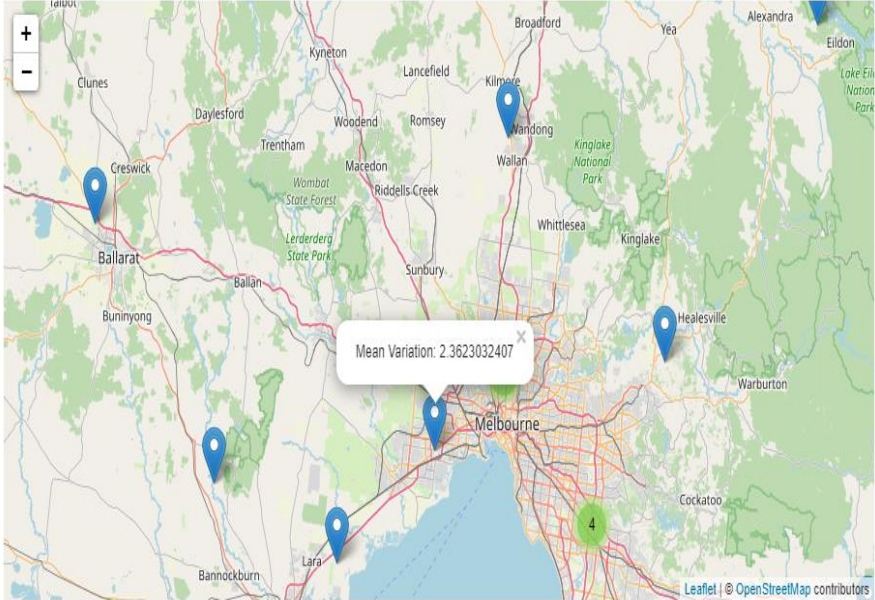 Talbot
Broadford
Yea
Alexandra
+
Eildon
Kyneton
−
Lancefield
Kilmore
Lake Eil
Nation
Park
Clunes
Daylesford
Woodend
Romsey
Wandong
Trentham
Kinglake
National
Park
Wallan
Creswick
Macedon
Wombat
State Forest
Riddells Creek
Whittlesea
Lerderderg
State Park
Kinglake
Ballarat
Sunbury
Ballan
Buninyong
Healesville
×
Mean Variation: 2.3623032407
Warburton
Melbourne
Cockatoo
4
Lara
Bannockburn
Leaflet | © OpenStreetMap contributors